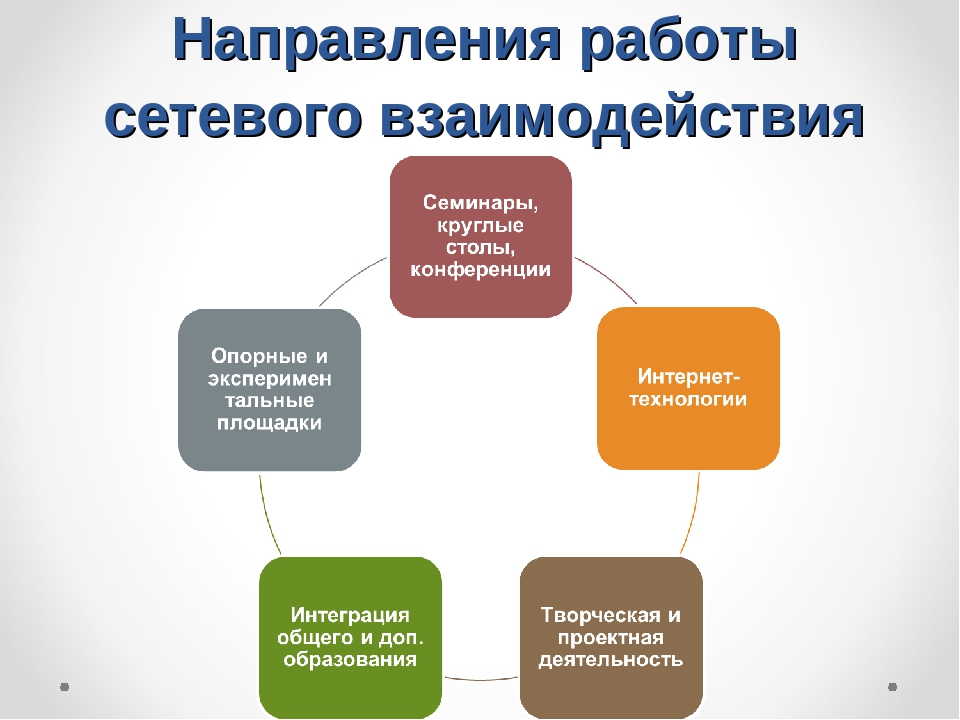 Направления работы
сетевого взаимодействия
Семинары,
круглые
столы,
конференции
Интернет-
технологии
Творческая и
проектная
деятельность
Интеграция
общего и доп.
образования
Опорные и
эксперимен
тальные
площадки